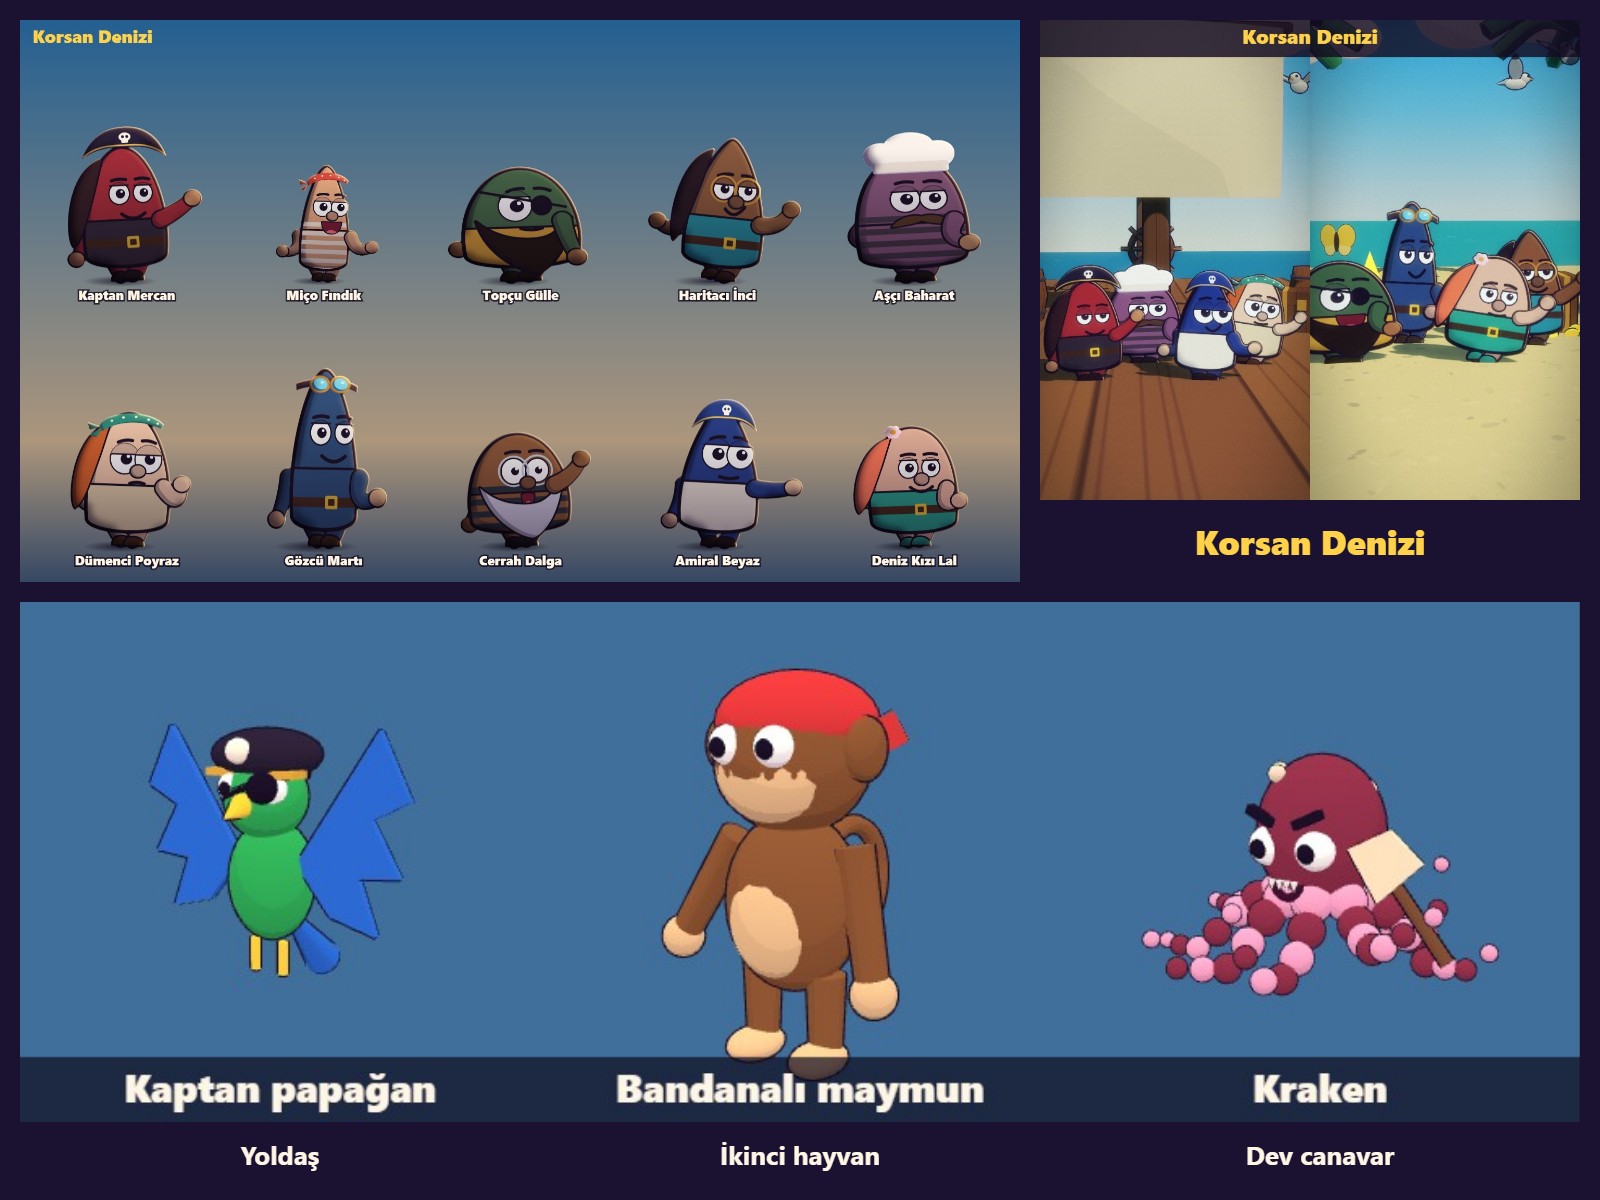 Korsan Denizi
Kaptan Mercan
Miço Fındık
Topçu Gülle
Haritacı İnci
Aşçı Baharat
Dümenci Poyraz
Gözcü Martı
Cerrah Dalga
Amiral Beyaz
Deniz Kızı Lal
Korsan Denizi
Korsan Denizi
Kaptan papağan
Bandanalı maymun
Kraken
Yoldaş
İkinci hayvan
Dev canavar